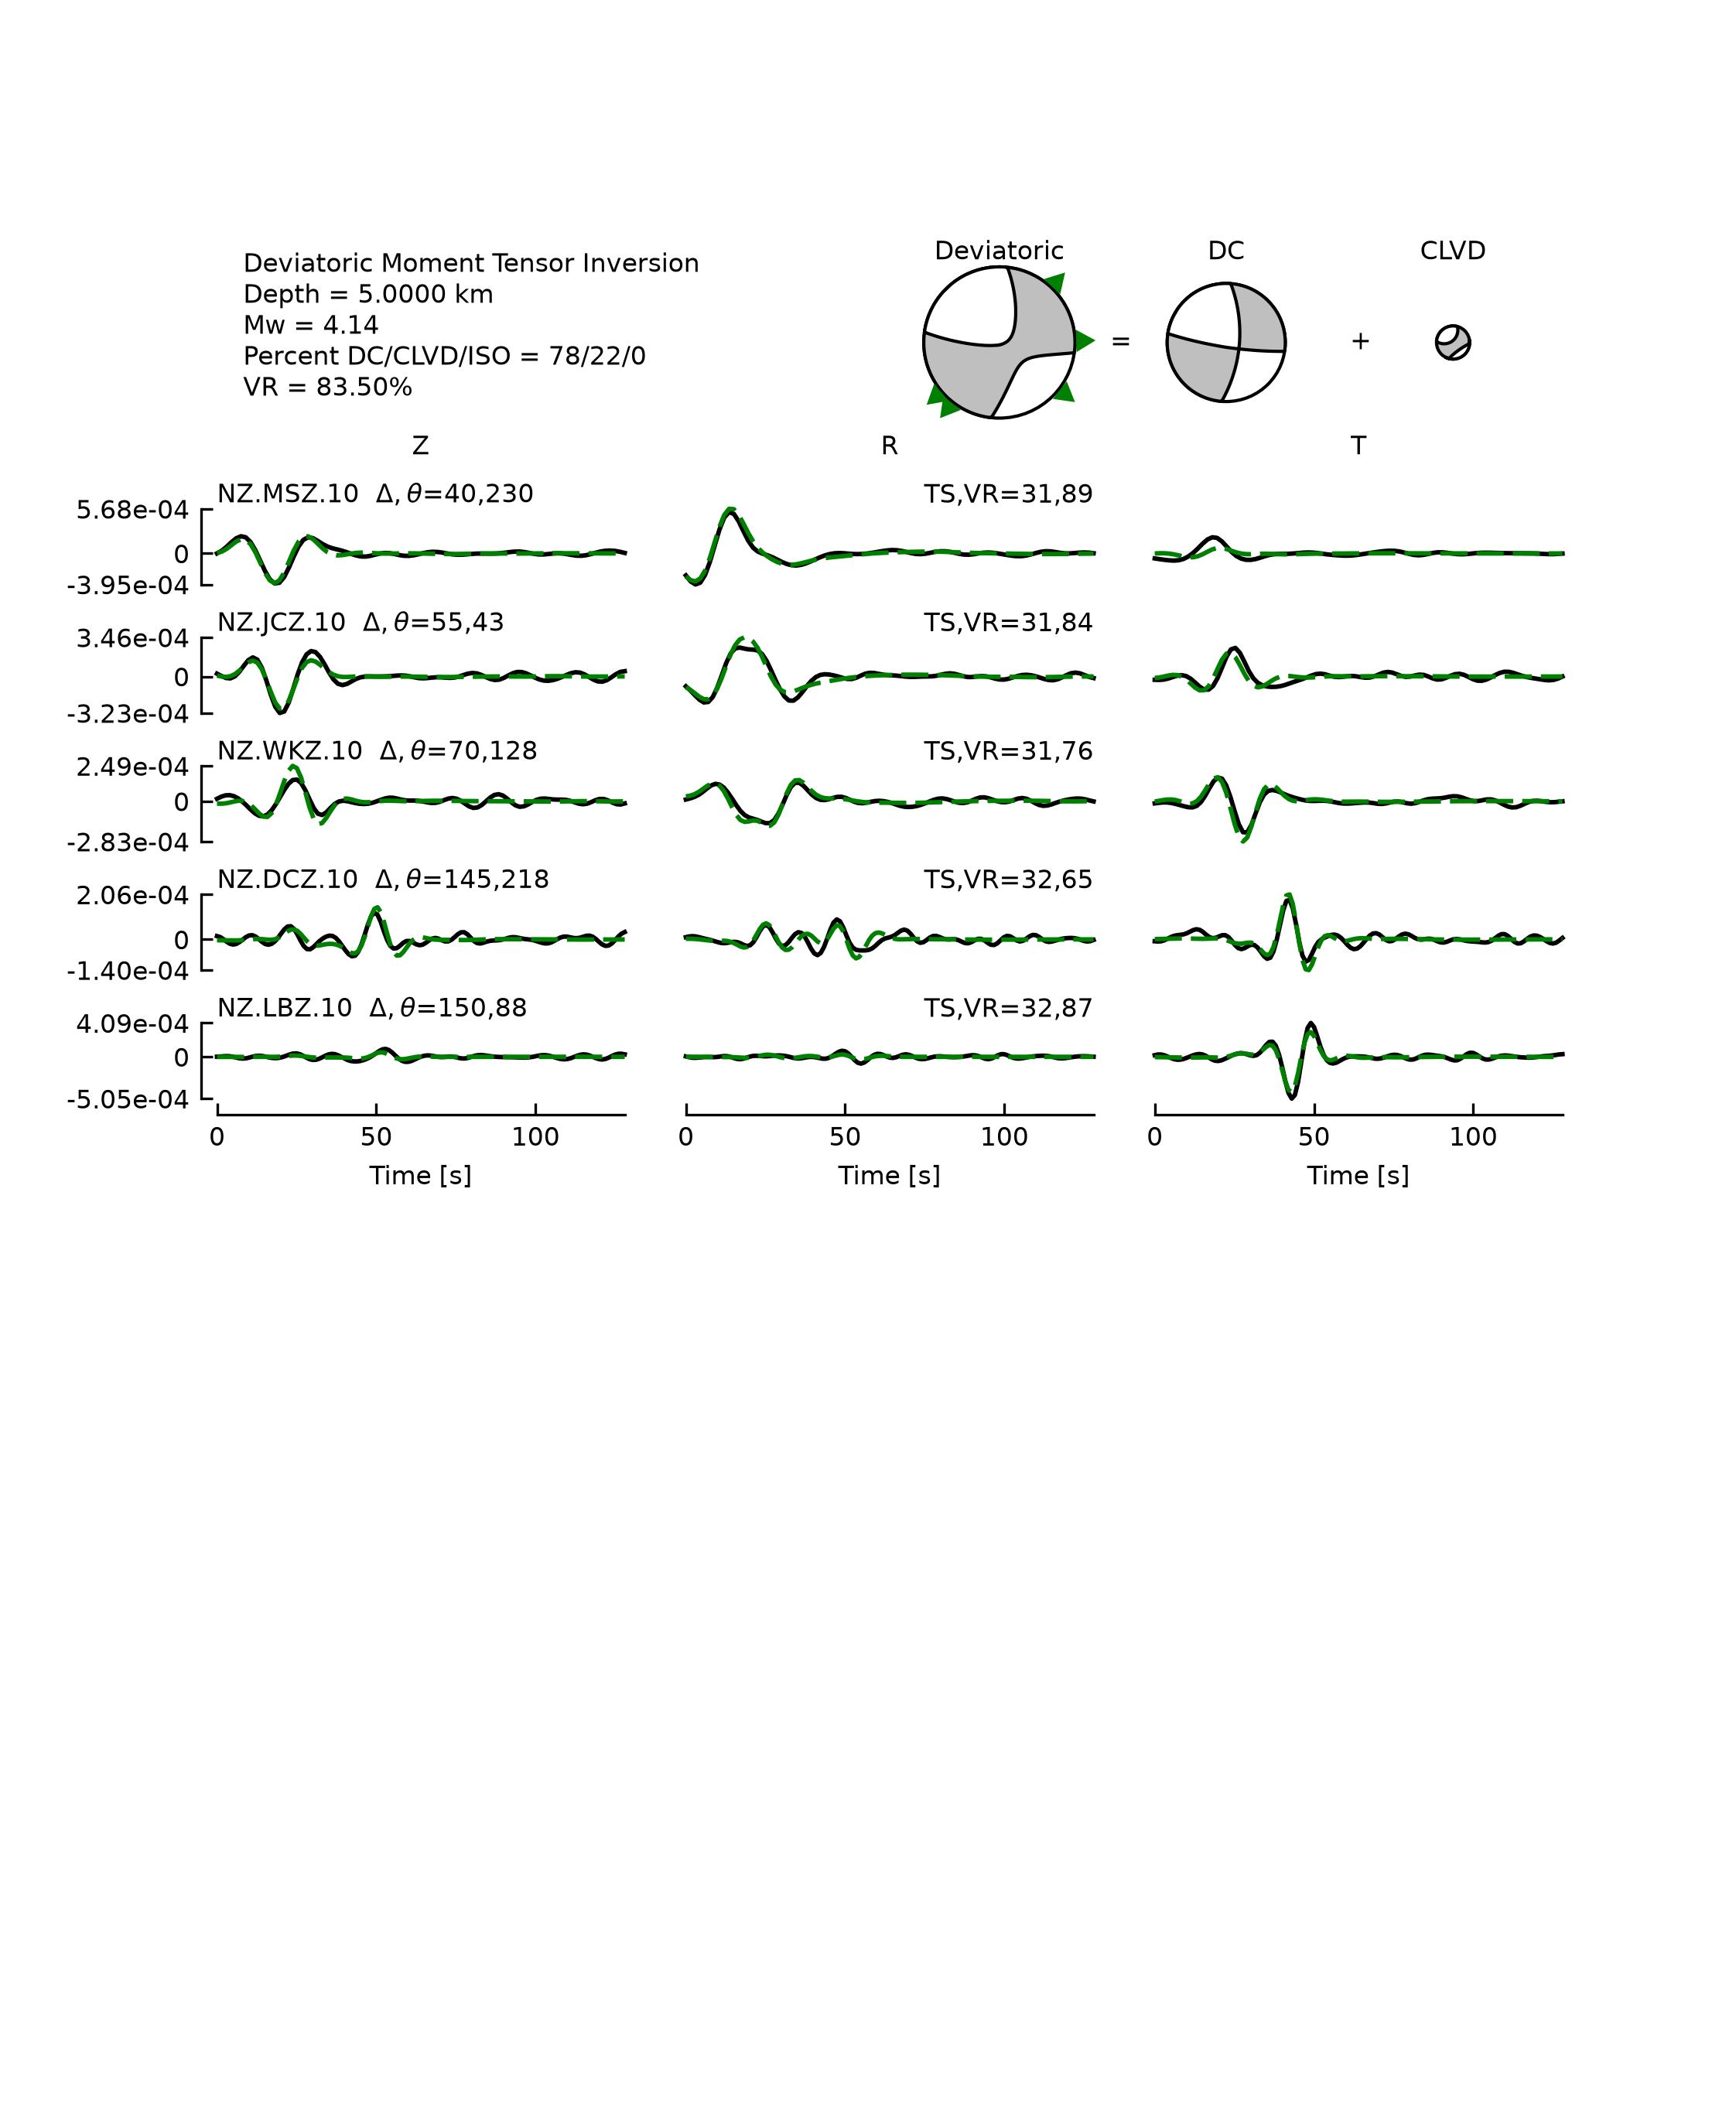 Deviatoric Moment Tensor Inversion
Depth = 5.0000 km
Mw = 4.14
Percent DC/CLVD/ISO = 78/22/0
VR = 83.50%
Deviatoric
=
DC
+
CLVD
Z R T
NZ.MSZ.10 Δ,θ=40,230 TS,VR=31,89
5.68e-04
0
-3.95e-04
NZ.JCZ.10 Δ,θ=55,43 TS,VR=31,84
3.46e-04
0
-3.23e-04
NZ.WKZ.10 Δ,θ=70,128 TS,VR=31,76
2.49e-04
0
-2.83e-04
NZ.DCZ.10 Δ,θ=145,218 TS,VR=32,65
2.06e-04
0
-1.40e-04
NZ.LBZ.10 Δ,θ=150,88 TS,VR=32,87
4.09e-04
0
-5.05e-04
0 50 100 0 50 100 0 50 100
Time [s] Time [s] Time [s]